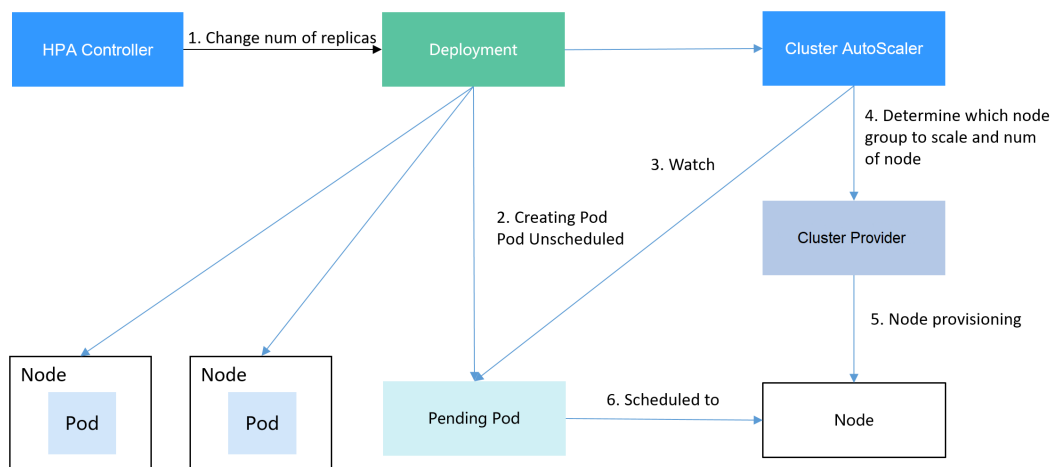 HPA Controller
1. Change num of replicas
Deployment
Cluster AutoScaler
4. Determine which node
group to scale and num
of node
3. Watch
2. Creating Pod
Pod Unscheduled
Cluster Provider
5. Node provisioning
Node
Pod
Node
Pod
Pending Pod
6. Scheduled to
Node